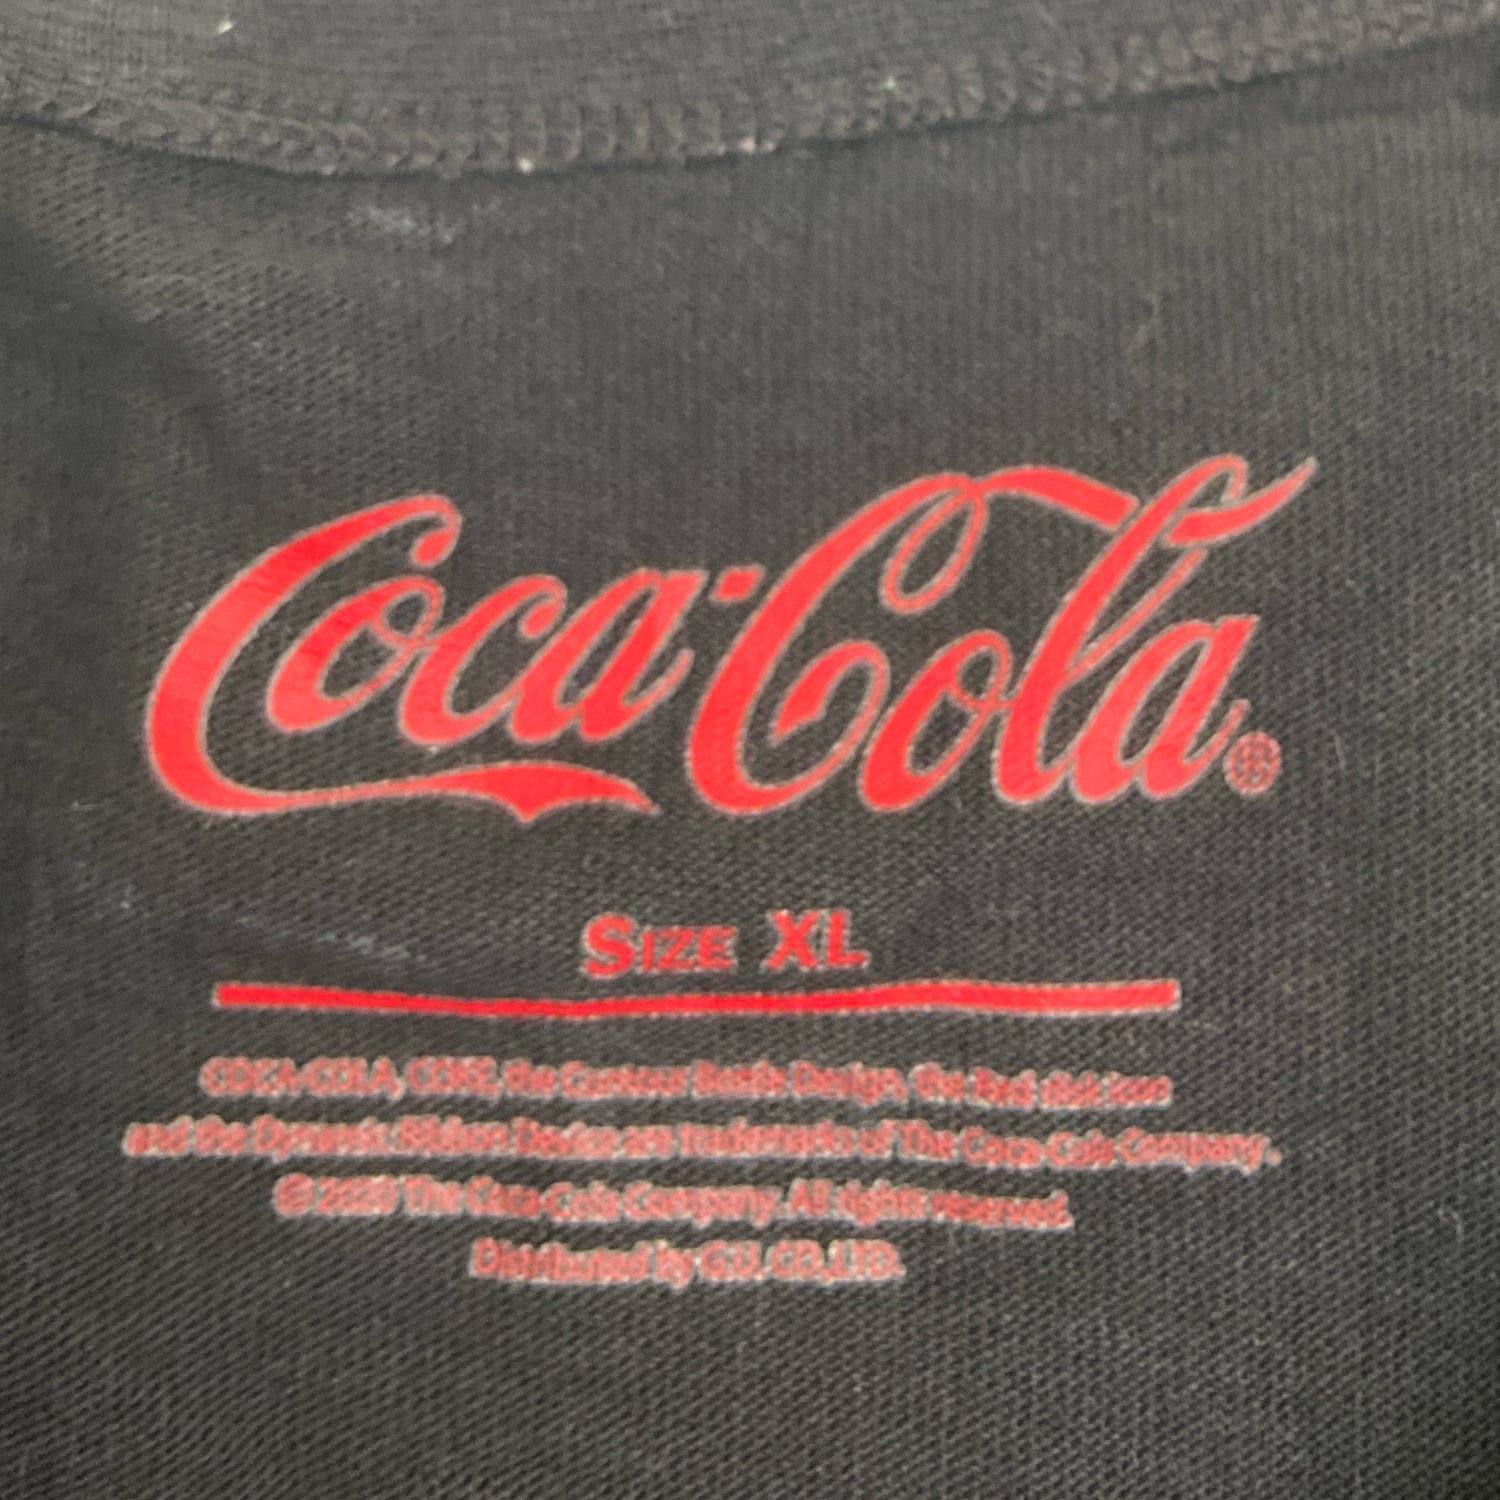 Coca-Cola®
SIZE XL
COCA-COLA, COKE, the Contour Bottle Design, the Red disk icon
and the Dynamic Ribbon Device are trademarks of The Coca-Cola Company.
© 2020 The Coca-Cola Company. All rights reserved.
Distributed by G.U. CO.,LTD.